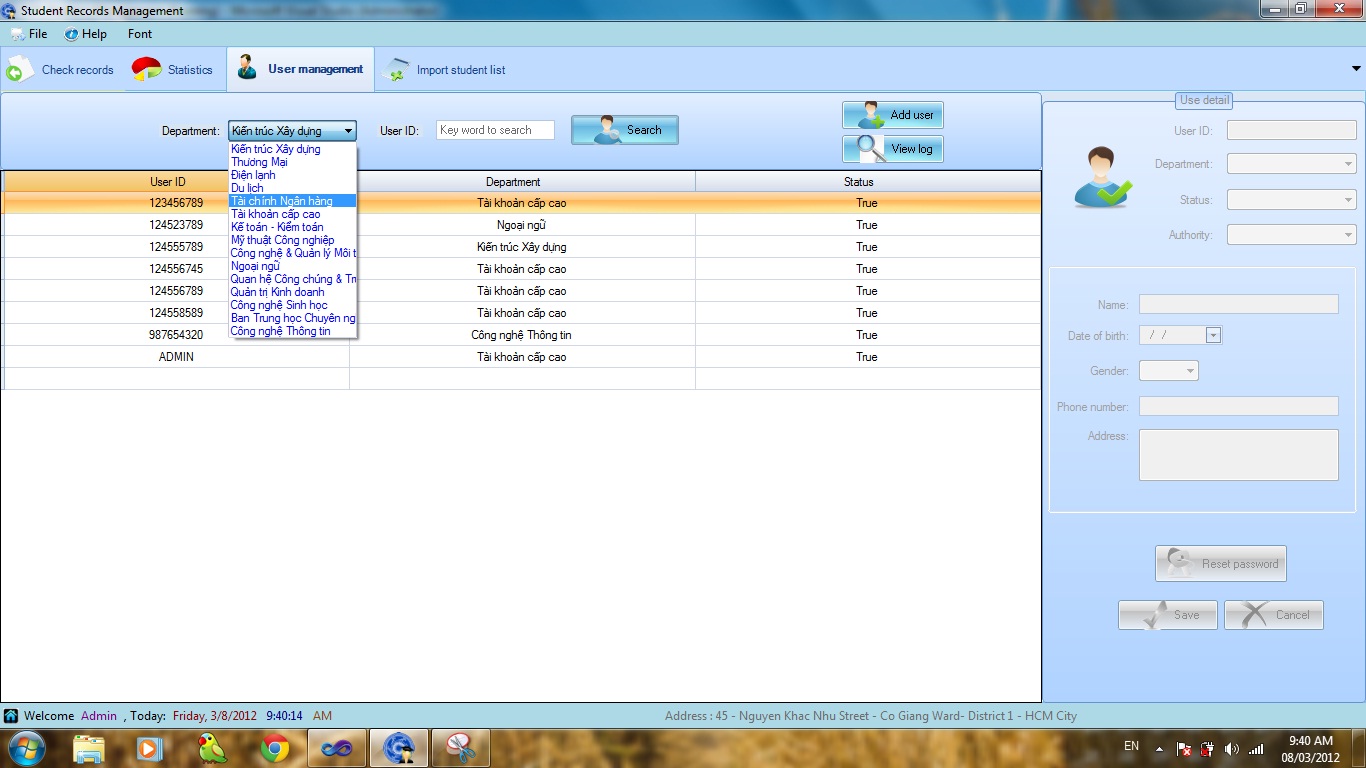 Student Records Management
File Help Font
Check records Statistics User management Import student list
Use detail
Department: Kiến trúc Xây dựng User ID: Key word to search Search
Add user
View log
Kiến trúc Xây dựng
Thương Mại
Điện lạnh
Du lịch
Tài chính Ngân hàng
Tài khoản cấp cao
Kế toán - Kiểm toán
Mỹ thuật Công nghiệp
Công nghệ & Quản lý Môi t
Ngoại ngữ
Quan hệ Công chúng & Tru
Quản trị Kinh doanh
Công nghệ Sinh học
Ban Trung học Chuyên ng
Công nghệ Thông tin
User ID Department Status
123456789 Tài khoản cấp cao True
124523789 Ngoại ngữ True
124555789 Kiến trúc Xây dựng True
124556745 Tài khoản cấp cao True
124556789 Tài khoản cấp cao True
124558589 Tài khoản cấp cao True
987654320 Công nghệ Thông tin True
ADMIN Tài khoản cấp cao True
User ID:
Department:
Status:
Authority:
Name:
Date of birth: / /
Gender:
Phone number:
Address:
Reset password
Save Cancel
Welcome Admin , Today: Friday, 3/8/2012 9:40:14 AM
Address : 45 - Nguyen Khac Nhu Street - Co Giang Ward- District 1 - HCM City
EN
9:40 AM
08/03/2012